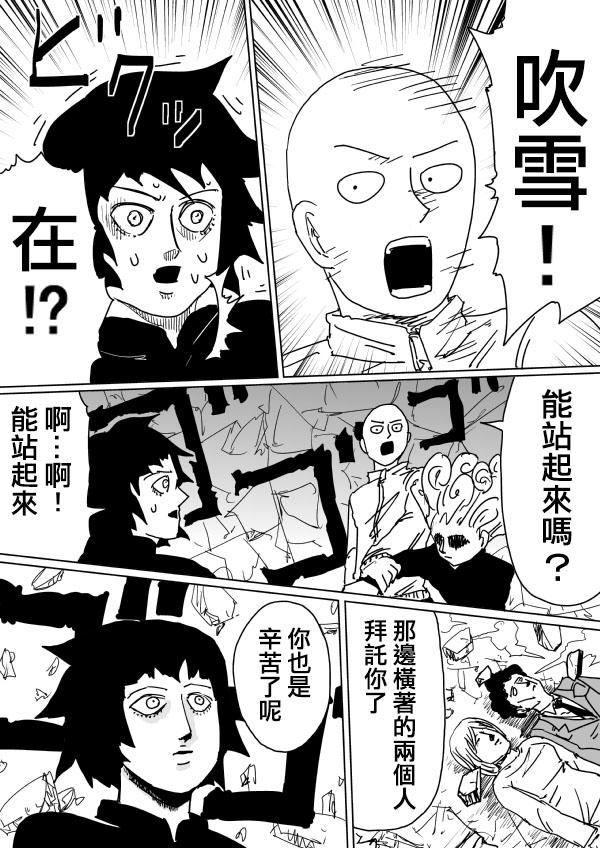 吹雪！
ビクッ
在!?
能站起來嗎？
啊…啊！
能站起來
那邊橫著的兩個人
拜託你了
你也是
辛苦了呢